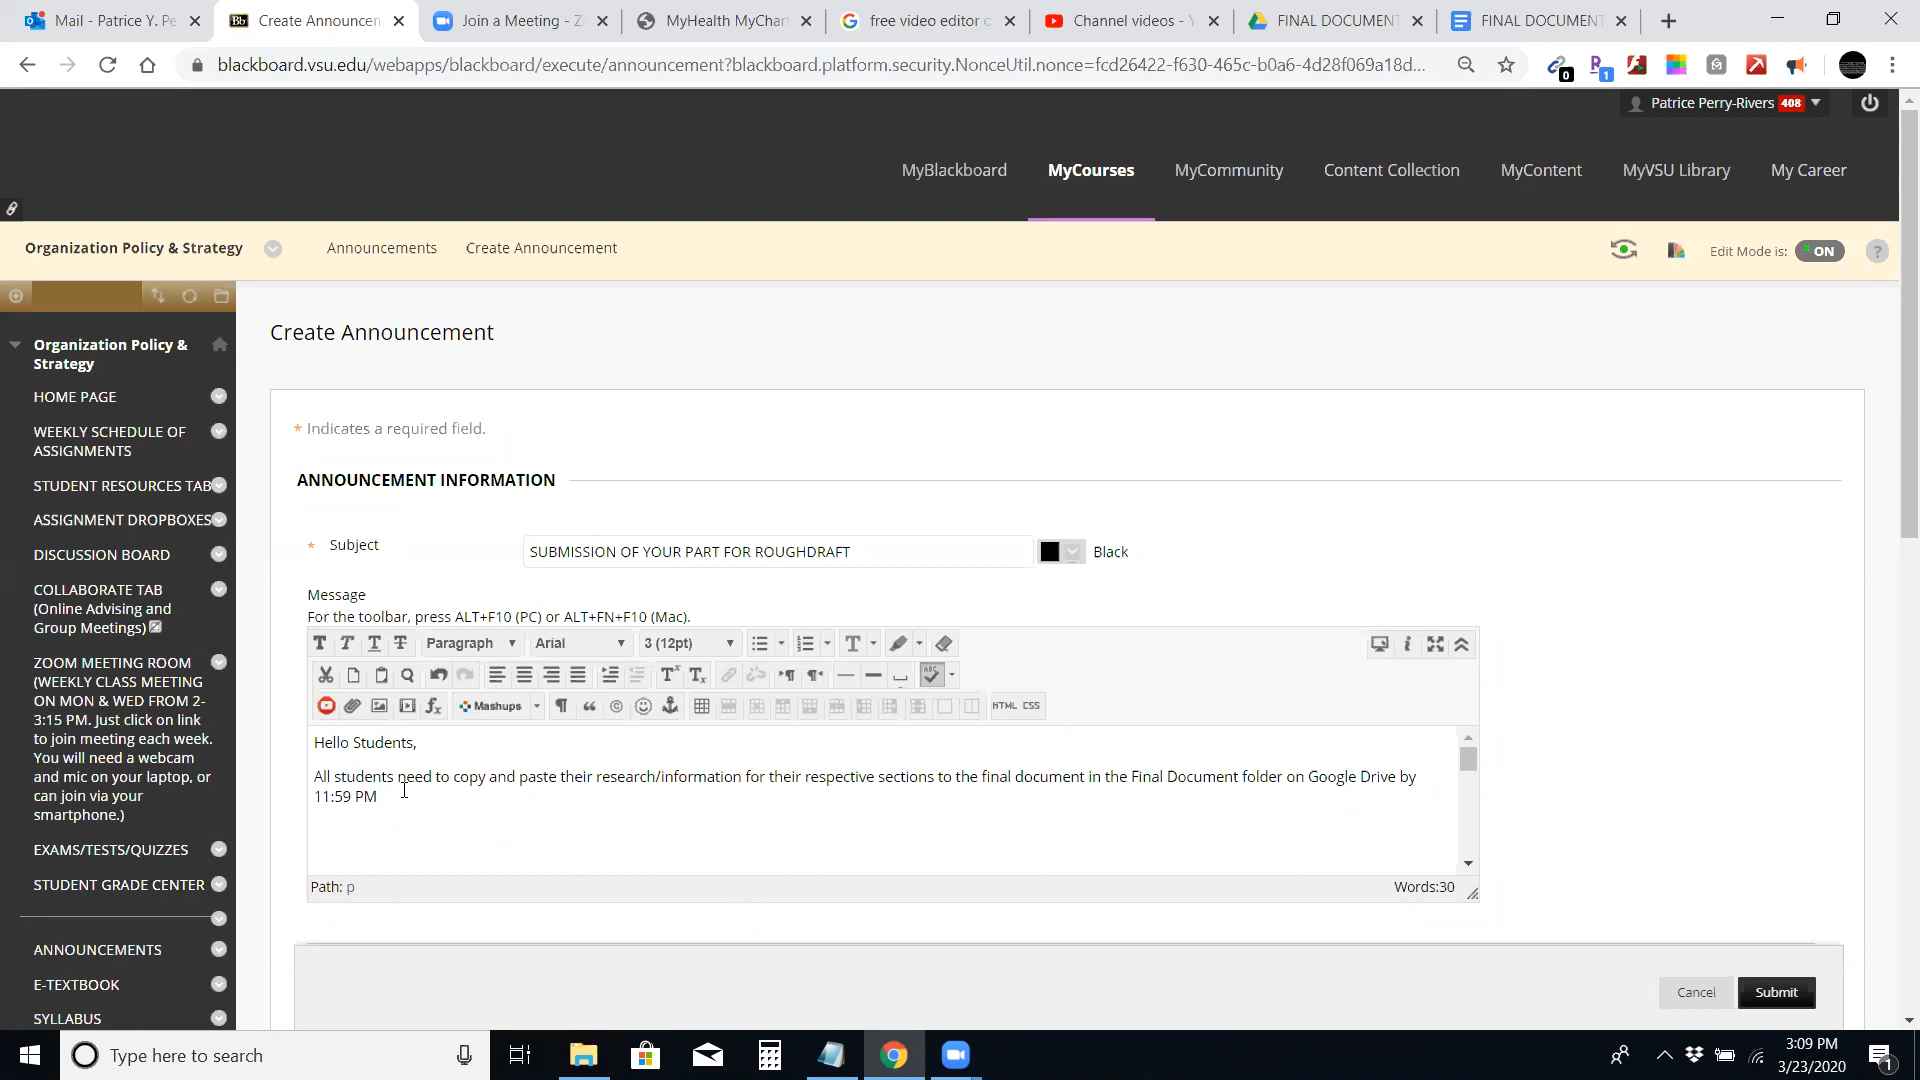 Mail - Patrice Y. Pe
Create Announcem
Join a Meeting - Z
MyHealth MyChar
free video editor c
Channel videos - Y
FINAL DOCUMENT
FINAL DOCUMENT
blackboard.vsu.edu/webapps/blackboard/execute/announcement?blackboard.platform.security.NonceUtil.nonce=fcd26422-f630-465c-b0a6-4d28f069a18d...
0
1
Patrice Perry-Rivers 408
MyBlackboard
MyCourses
MyCommunity
Content Collection
MyContent
MyVSU Library
My Career
Organization Policy & Strategy
Announcements
Create Announcement
Edit Mode is: ON
?
Organization Policy &
Strategy
HOME PAGE
WEEKLY SCHEDULE OF
ASSIGNMENTS
STUDENT RESOURCES TAB
ASSIGNMENT DROPBOXES
DISCUSSION BOARD
COLLABORATE TAB
(Online Advising and
Group Meetings)
ZOOM MEETING ROOM
(WEEKLY CLASS MEETING
ON MON & WED FROM 2-
3:15 PM. Just click on link
to join meeting each week.
You will need a webcam
and mic on your laptop, or
can join via your
smartphone.)
EXAMS/TESTS/QUIZZES
STUDENT GRADE CENTER
ANNOUNCEMENTS
E-TEXTBOOK
SYLLABUS
Create Announcement
* Indicates a required field.
ANNOUNCEMENT INFORMATION
* Subject
SUBMISSION OF YOUR PART FOR ROUGHDRAFT
Black
Message
For the toolbar, press ALT+F10 (PC) or ALT+FN+F10 (Mac).
T T T T Paragraph Arial 3 (12pt)
Mashups
HTML CSS
Hello Students,
All students need to copy and paste their research/information for their respective sections to the final document in the Final Document folder on Google Drive by
11:59 PM
Path: p
Words:30
Cancel
Submit
Type here to search
3:09 PM
3/23/2020
1